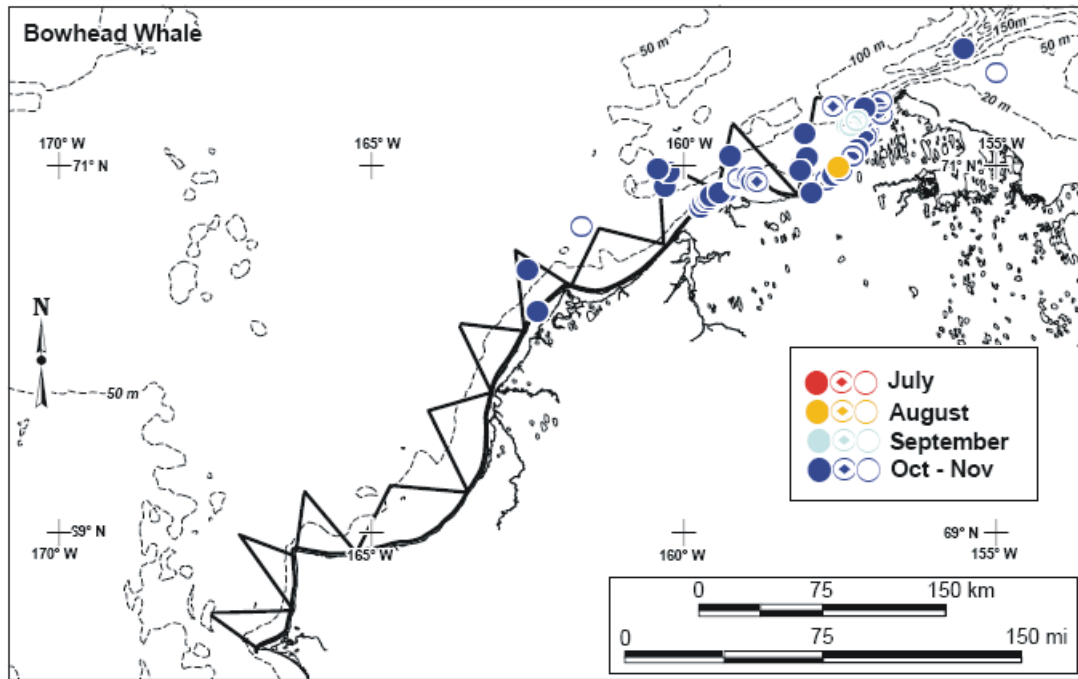 Bowhead Whale
50 m
150m
100 m
50 m
20 m
170° W
165° W
160° W
155° W
71° N
71° N
N
50 m
July
August
September
Oct - Nov
69° N
69° N
170° W
165° W
160° W
155° W
0 75 150 km
0 75 150 mi